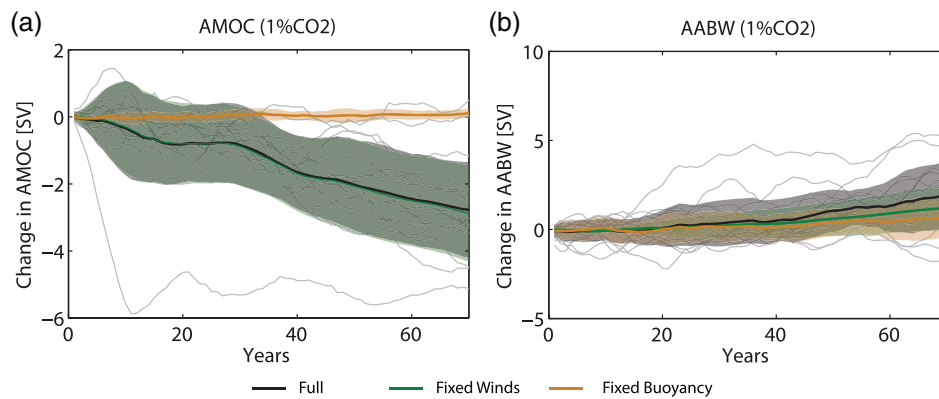 (a)
AMOC (1%CO2)
Change in AMOC [SV]
2
0
−2
−4
−6
0
20
40
60
Years
(b)
AABW (1%CO2)
Change in AABW [SV]
10
5
0
−5
0
20
40
60
Years
Full
Fixed Winds
Fixed Buoyancy